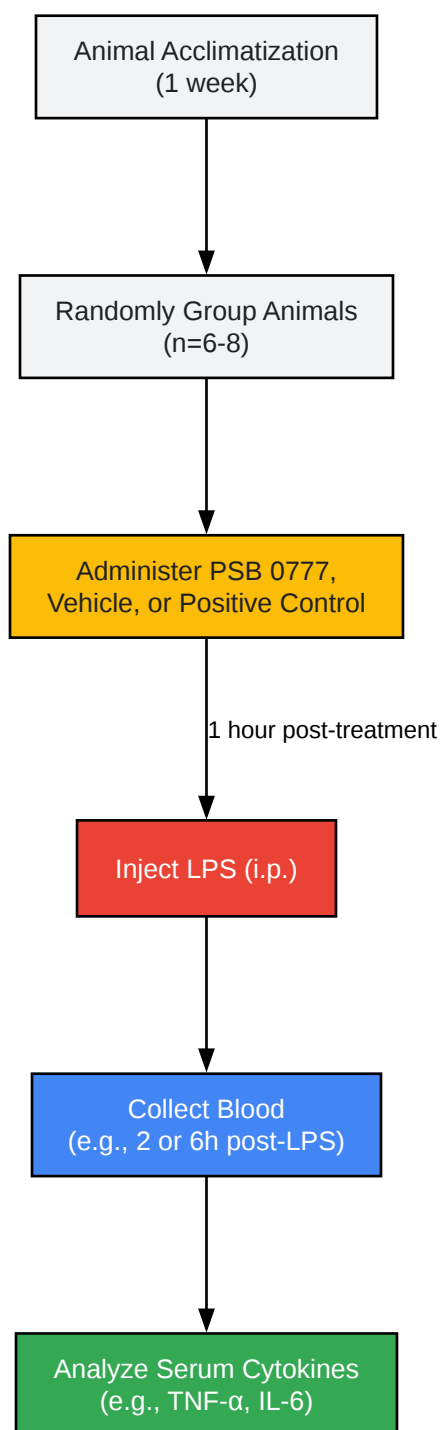 Animal Acclimatization
(1 week)
Randomly Group Animals
(n=6-8)
Administer PSB 0777,
Vehicle, or Positive Control
1 hour post-treatment
Inject LPS (i.p.)
Collect Blood
(e.g., 2 or 6h post-LPS)
Analyze Serum Cytokines
(e.g., TNF-α, IL-6)